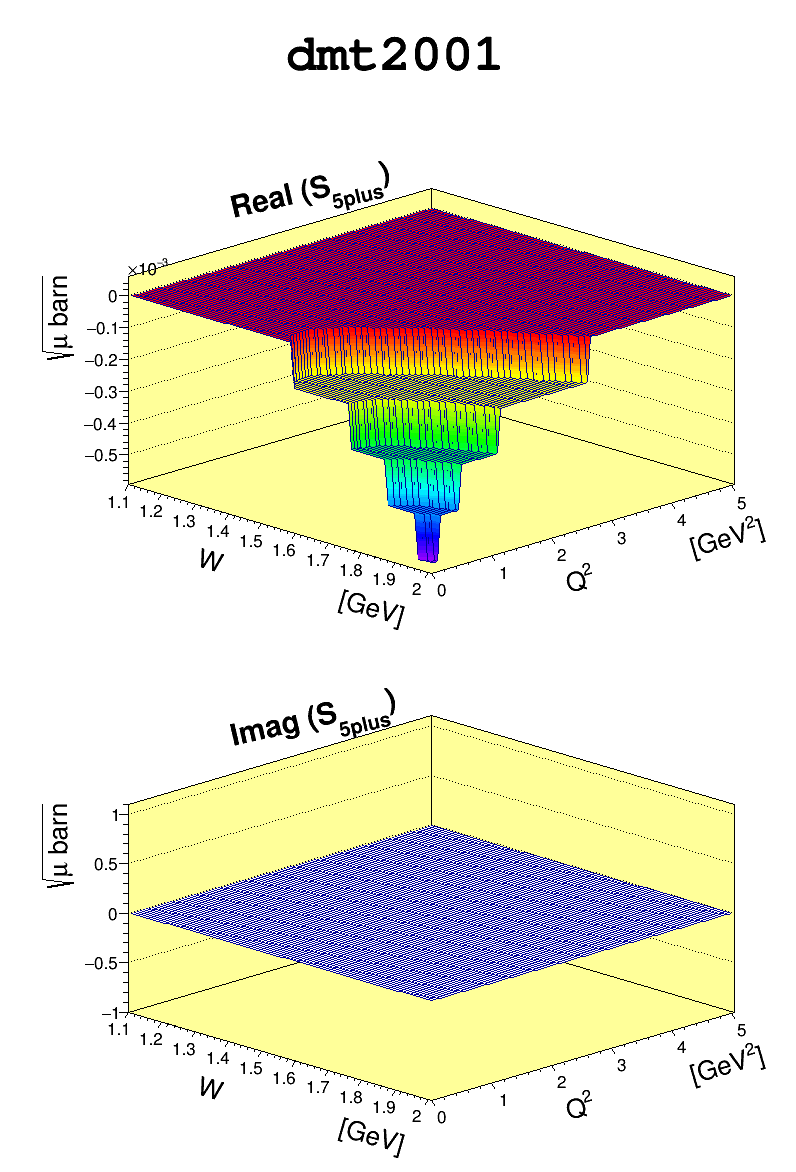 dmt2001
Real (S5plus)
×10⁻³
√μ barn
0
−0.1
−0.2
−0.3
−0.4
−0.5
1.1 1.2 1.3 1.4 1.5 1.6 1.7 1.8 1.9 2
W
[GeV]
0 1 2 3 4 5
Q²
[GeV²]
Imag (S5plus)
√μ barn
1
0.5
0
−0.5
−1
1.1 1.2 1.3 1.4 1.5 1.6 1.7 1.8 1.9 2
W
[GeV]
0 1 2 3 4 5
Q²
[GeV²]